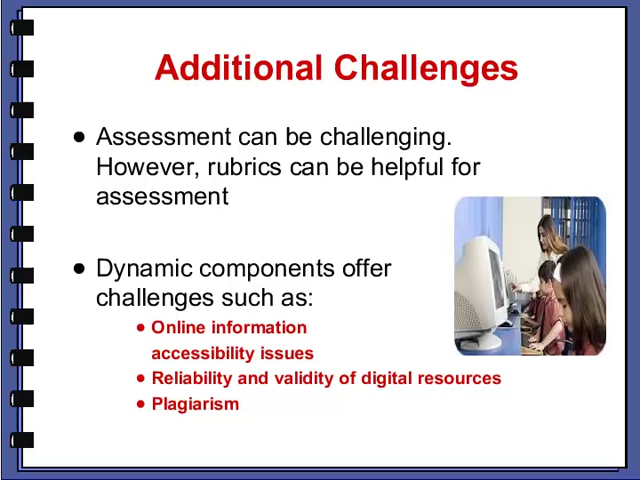 Additional Challenges
• Assessment can be challenging.
However, rubrics can be helpful for
assessment
• Dynamic components offer
challenges such as:
• Online information
accessibility issues
• Reliability and validity of digital resources
• Plagiarism